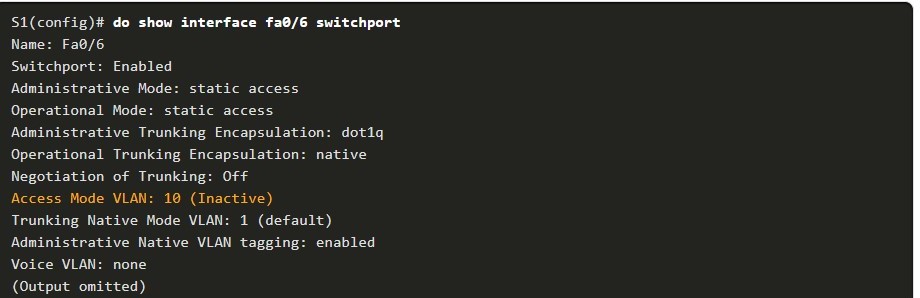 S1(config)# do show interface fa0/6 switchport
Name: Fa0/6
Switchport: Enabled
Administrative Mode: static access
Operational Mode: static access
Administrative Trunking Encapsulation: dot1q
Operational Trunking Encapsulation: native
Negotiation of Trunking: Off
Access Mode VLAN: 10 (Inactive)
Trunking Native Mode VLAN: 1 (default)
Administrative Native VLAN tagging: enabled
Voice VLAN: none
(Output omitted)